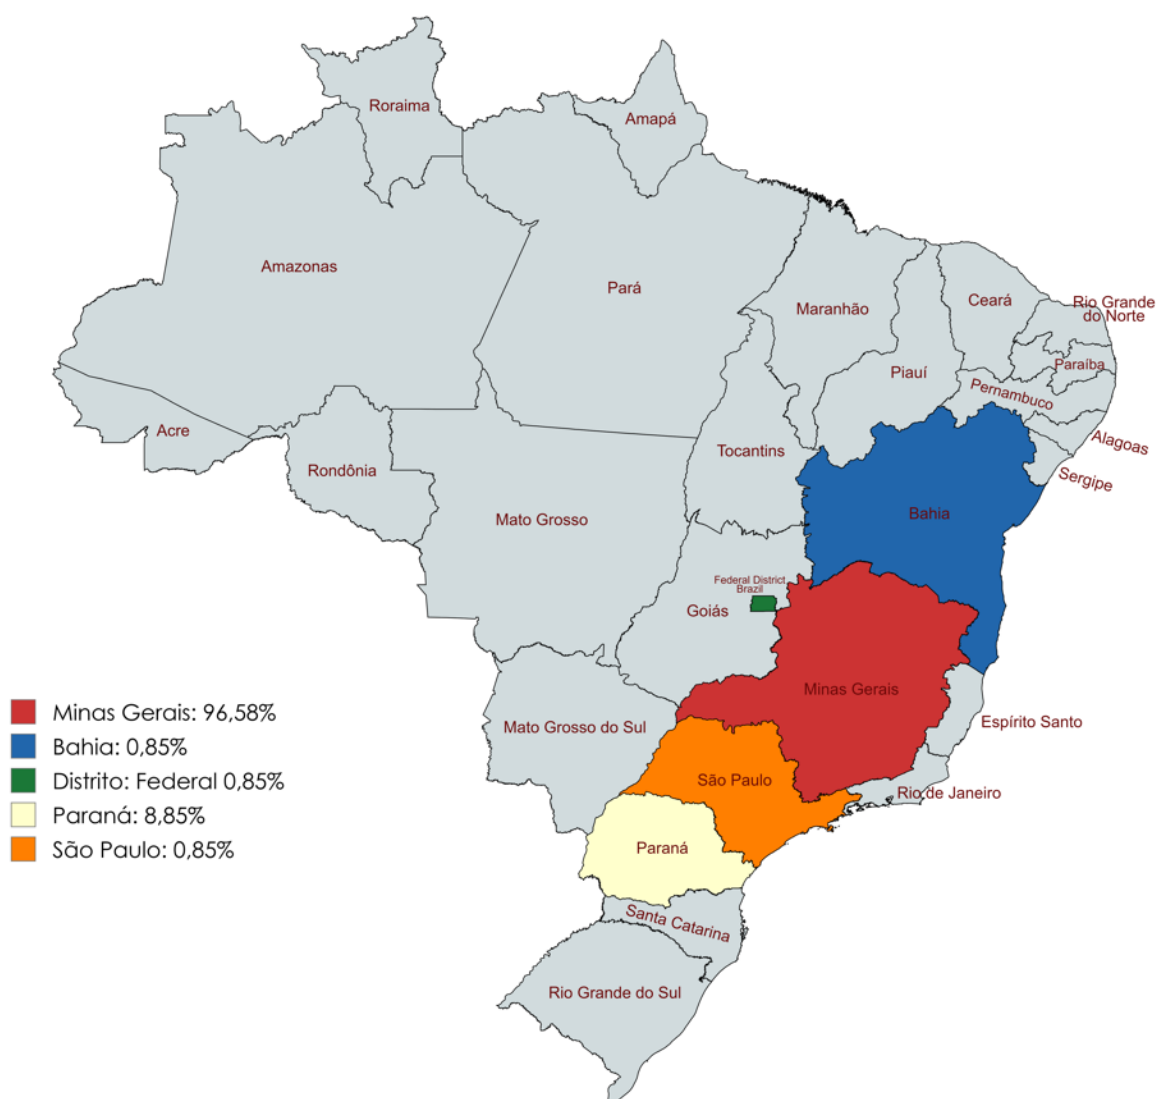 Roraima
Amapá
Amazonas
Pará
Maranhão
Ceará
Rio Grande
do Norte
Paraíba
Piauí
Pernambuco
Acre
Alagoas
Tocantins
Rondônia
Sergipe
Bahia
Mato Grosso
Federal District
Brazil
Goiás
Minas Gerais
Espírito Santo
Mato Grosso do Sul
São Paulo
Rio de Janeiro
Paraná
Santa Catarina
Rio Grande do Sul
Minas Gerais: 96,58%
Bahia: 0,85%
Distrito: Federal 0,85%
Paraná: 8,85%
São Paulo: 0,85%